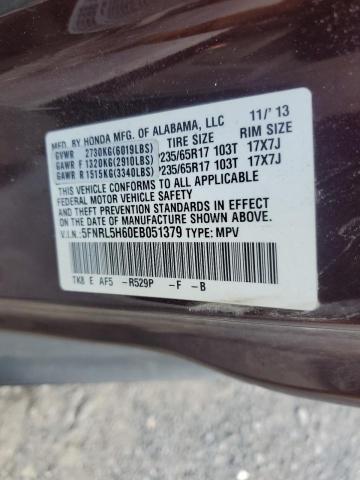 MFD. BY HONDA MFG. OF ALABAMA, LLC 11/'13
GVWR 2730KG(6019LBS) TIRE SIZE RIM SIZE
GAWR F 1320KG(2910LBS) P235/65R17 103T 17X7J
GAWR R 1515KG(3340LBS) P235/65R17 103T 17X7J
THIS VEHICLE CONFORMS TO ALL APPLICABLE
FEDERAL MOTOR VEHICLE SAFETY
AND THEFT PREVENTION STANDARDS IN EFFECT ON
THE DATE OF MANUFACTURE SHOWN ABOVE.
V.I.N.:5FNRL5H60EB051379 TYPE: MPV
TK8 E AF5 -R529P -F -B